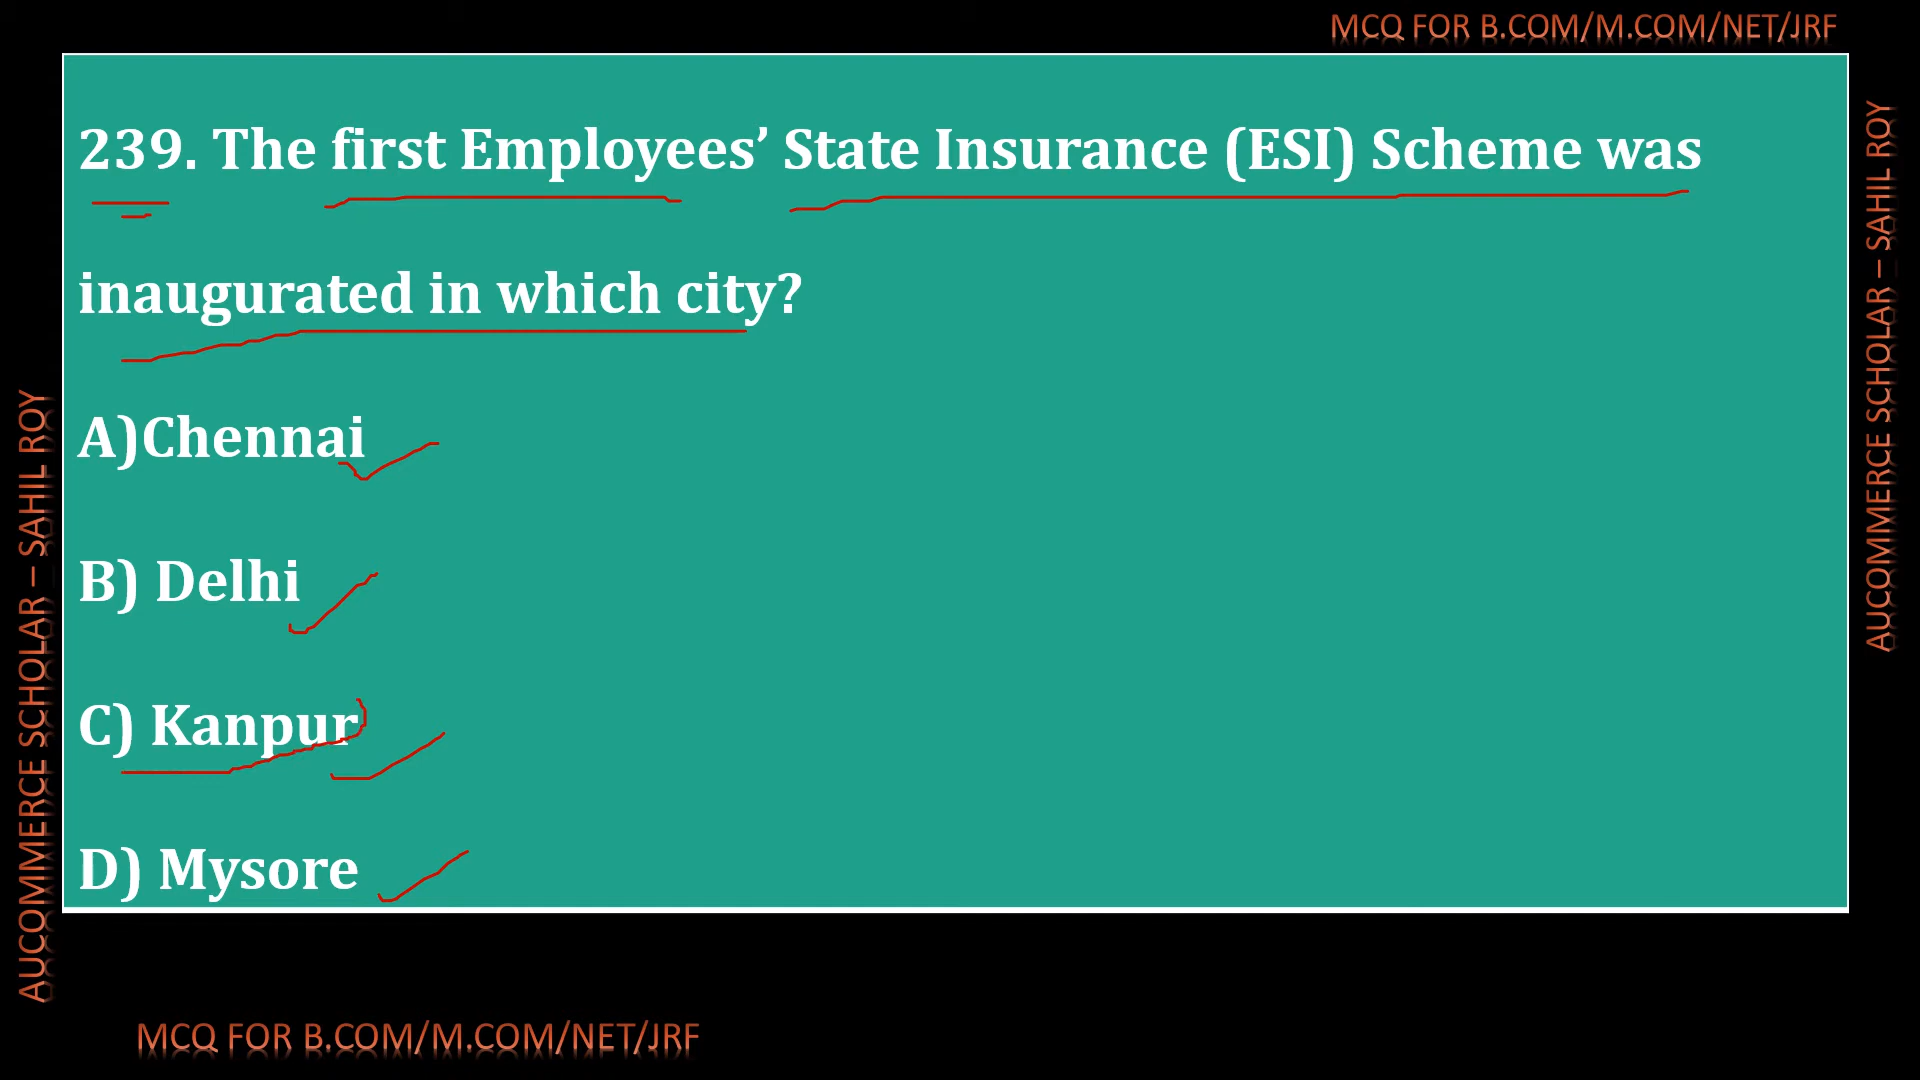 MCQ FOR B.COM/M.COM/NET/JRF
239. The first Employees’ State Insurance (ESI) Scheme was
inaugurated in which city?
A)Chennai
B) Delhi
C) Kanpur
D) Mysore
AUCOMMERCE SCHOLAR – SAHIL ROY
AUCOMMERCE SCHOLAR – SAHIL ROY
MCQ FOR B.COM/M.COM/NET/JRF